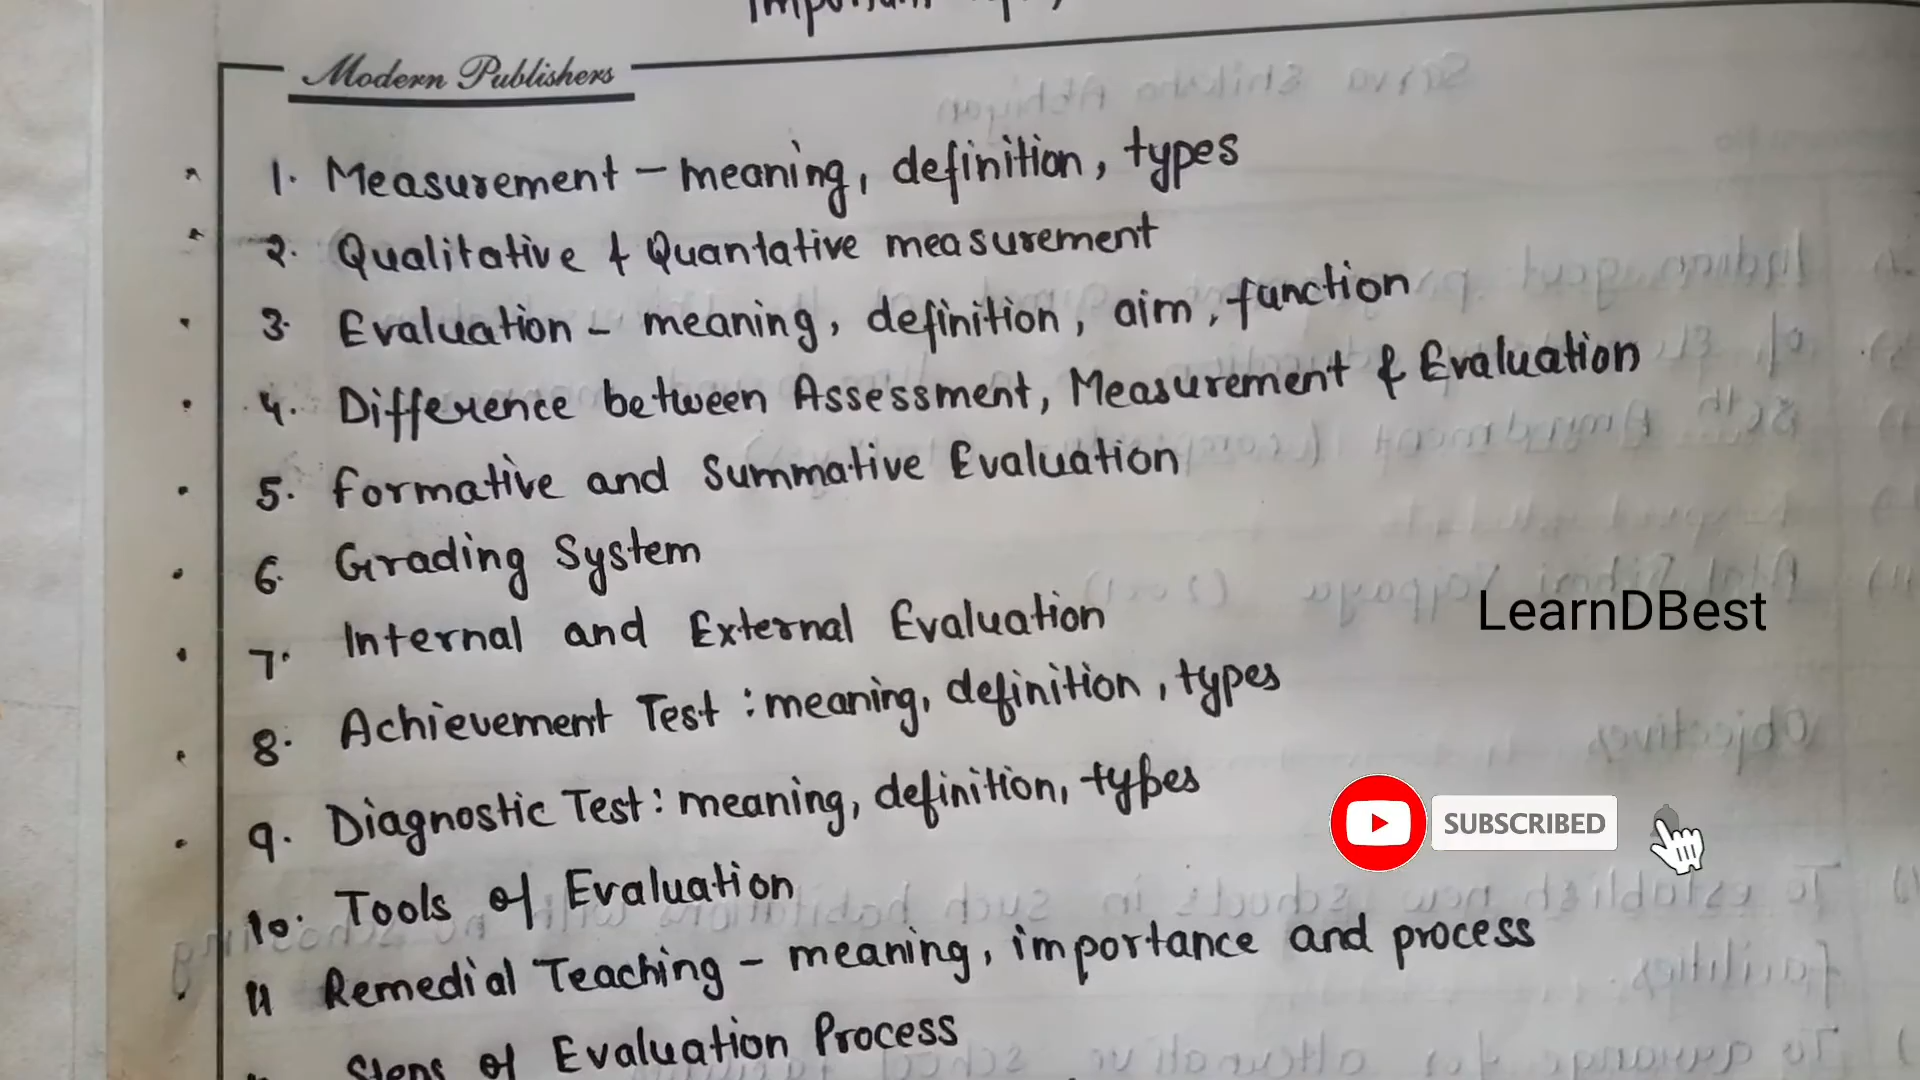 Modern Publishers
1. Measurement - meaning, definition, types
2. Qualitative & Quantative measurement
3. Evaluation - meaning, definition, aim, function
4. Difference between Assessment, Measurement & Evaluation
5. Formative and Summative Evaluation
6. Grading System
7. Internal and External Evaluation
LearnDBest
8. Achievement Test : meaning, definition, types
9. Diagnostic Test : meaning, definition, types
SUBSCRIBED
10. Tools of Evaluation
11 Remedial Teaching - meaning, importance and process
Steps of Evaluation Process